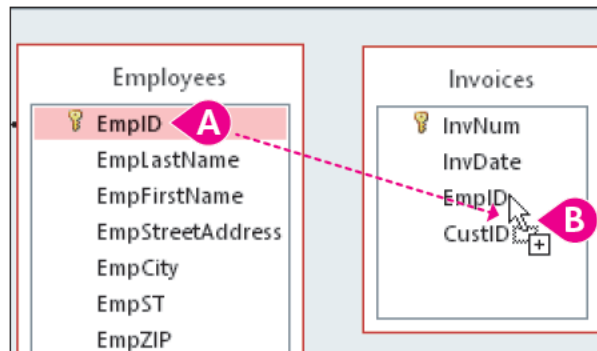 Employees
EmpID
A
EmpLastName
EmpFirstName
EmpStreetAddress
EmpCity
EmpST
EmpZIP
Invoices
InvNum
InvDate
EmpID
B
CustID